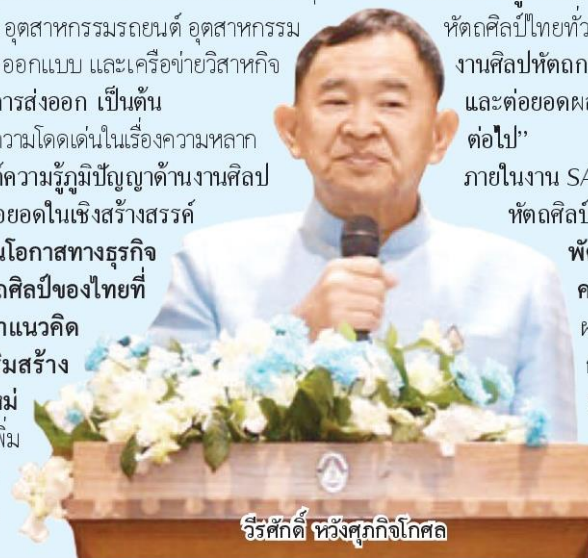 อุตสาหกรรมรถยนต์ อุตสาหกรรม
ออกแบบ และเครือข่ายวิสาหกิจ
การส่งออก เป็นต้น
ความโดดเด่นในเรื่องความหลาก
ความรู้ภูมิปัญญาด้านงานศิลป
อยอดในเชิงสร้างสรรค์
นโอกาสทางธุรกิจ
ถศิลป์ของไทยที่
าแนวคิด
ริมสร้าง
หม่
พิ่ม
หัตถศิลป์ไทยทั่ว
งานศิลปหัตถก
และต่อยอดผล
ต่อไป”
ภายในงาน SA
หัตถศิลป์
พั
ค
วีรศักดิ์ หวังศุภกิจโกศล